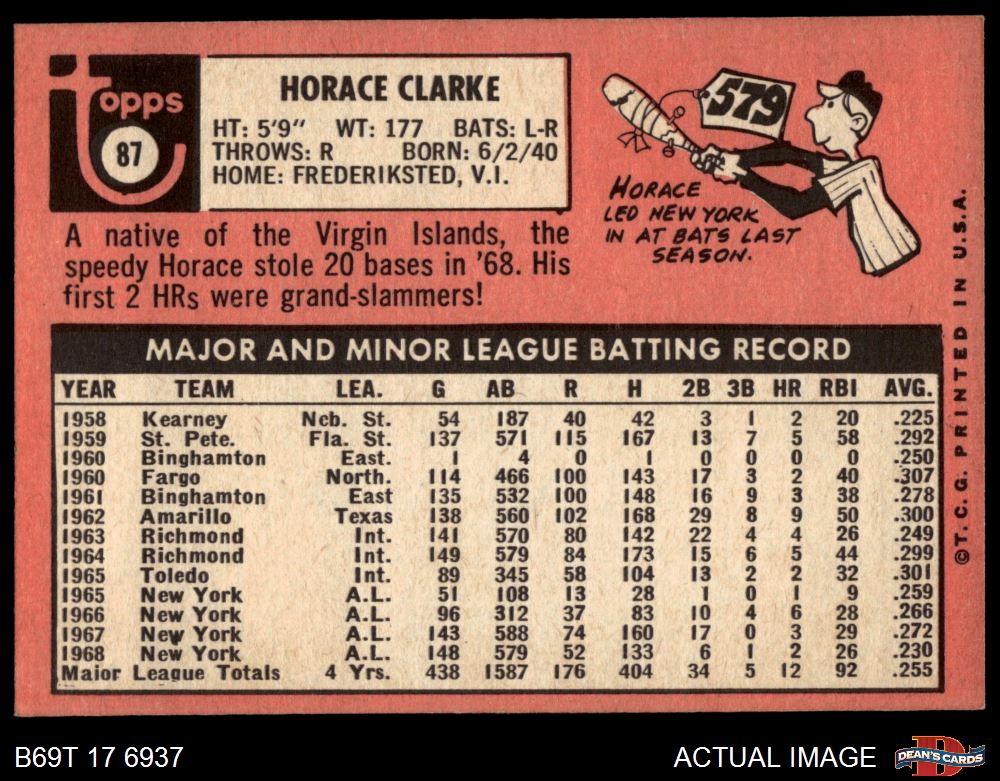 Topps
87
HORACE CLARKE
HT: 5'9" WT: 177 BATS: L-R
THROWS: R BORN: 6/2/40
HOME: FREDERIKSTED, V.I.
579
HORACE
LED NEW YORK
IN AT BATS LAST
SEASON.
A native of the Virgin Islands, the
speedy Horace stole 20 bases in '68. His
first 2 HRs were grand-slammers!
MAJOR AND MINOR LEAGUE BATTING RECORD
YEAR TEAM LEA. G AB R H 2B 3B HR RBI AVG.
1958 Kearney Neb. St. 54 187 40 42 3 1 2 20 .225
1959 St. Pete. Fla. St. 137 571 115 167 13 7 5 58 .292
1960 Binghamton East. 1 4 0 1 0 0 0 0 .250
1960 Fargo North. 114 466 100 143 17 3 2 40 .307
1961 Binghamton East 135 532 100 148 16 9 3 38 .278
1962 Amarillo Texas 138 560 102 168 29 8 9 50 .300
1963 Richmond Int. 141 570 80 142 22 4 4 26 .249
1964 Richmond Int. 149 579 84 173 15 6 5 44 .299
1965 Toledo Int. 89 345 58 104 13 2 2 32 .301
1965 New York A.L. 51 108 13 28 1 0 1 9 .259
1966 New York A.L. 96 312 37 83 10 4 6 28 .266
1967 New York A.L. 143 588 74 160 17 0 3 29 .272
1968 New York A.L. 148 579 52 133 6 1 2 26 .230
Major League Totals 4 Yrs. 438 1587 176 404 34 5 12 92 .255
©T.C.G. PRINTED IN U.S.A.
B69T 17 6937
ACTUAL IMAGE
D
DEAN'S CARDS